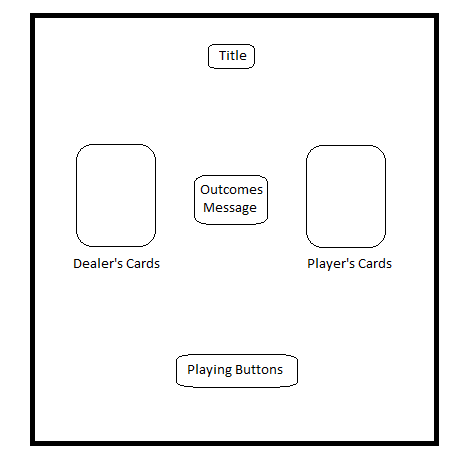 Title
Outcomes
Message
Dealer's Cards
Player's Cards
Playing Buttons